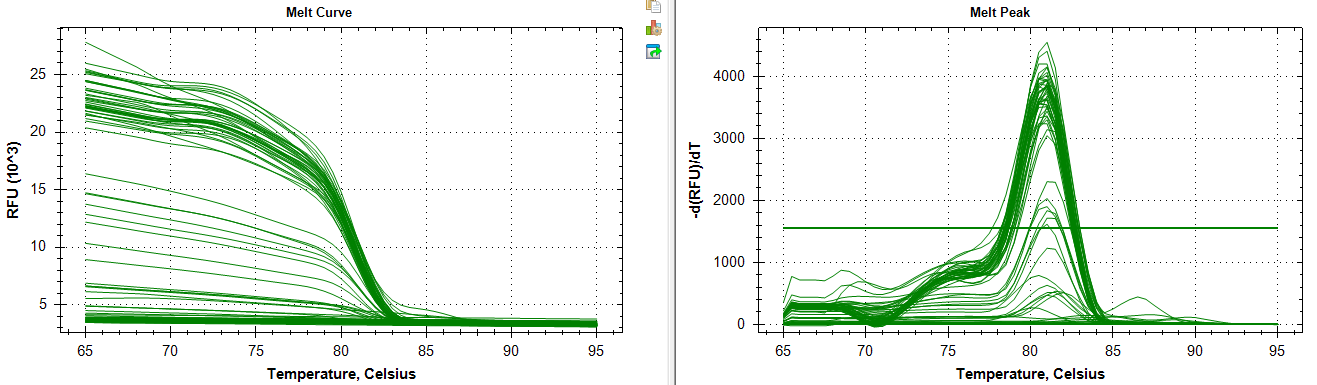 Melt Curve
RFU (10^3)
25
20
15
10
5
65 70 75 80 85 90 95
Temperature, Celsius
Melt Peak
-d(RFU)/dT
4000
3000
2000
1000
0
65 70 75 80 85 90 95
Temperature, Celsius